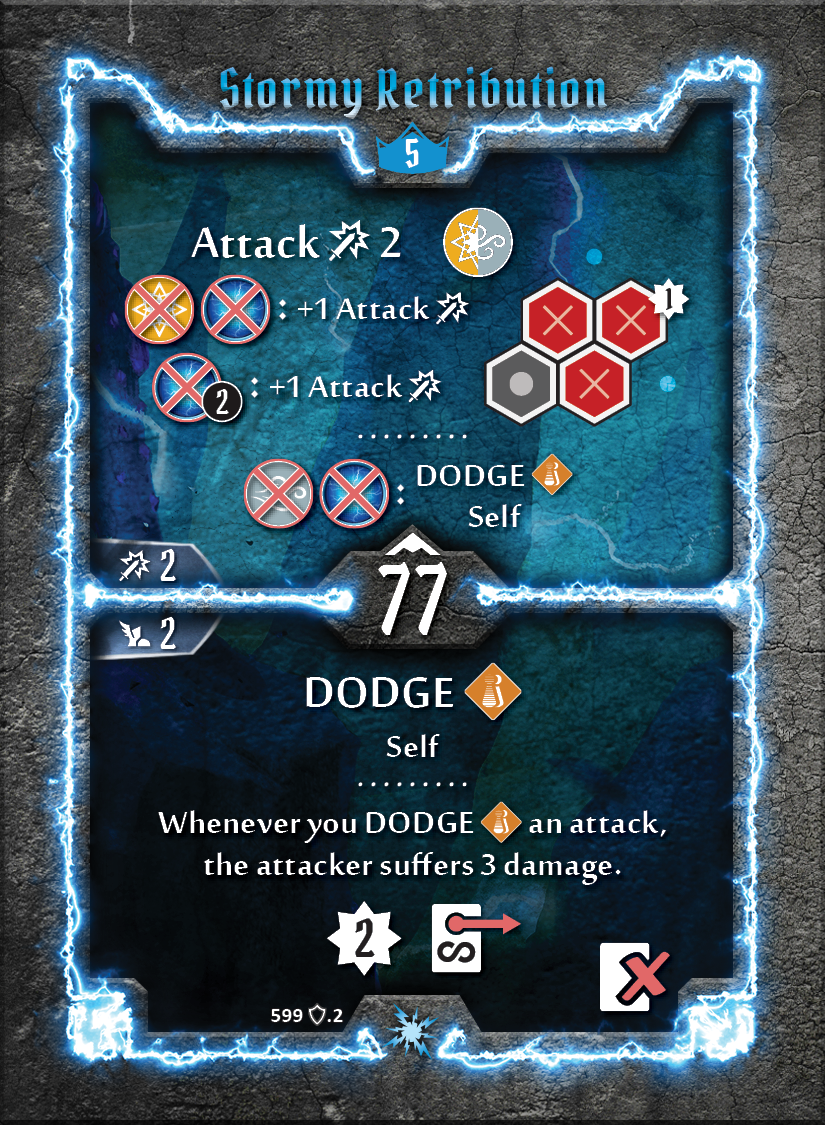 Stormy Retribution
5
Attack 2
: +1 Attack
1
2 : +1 Attack
: DODGE
Self
2
77
2
DODGE
Self
Whenever you DODGE an attack,
the attacker suffers 3 damage.
2
599 .2